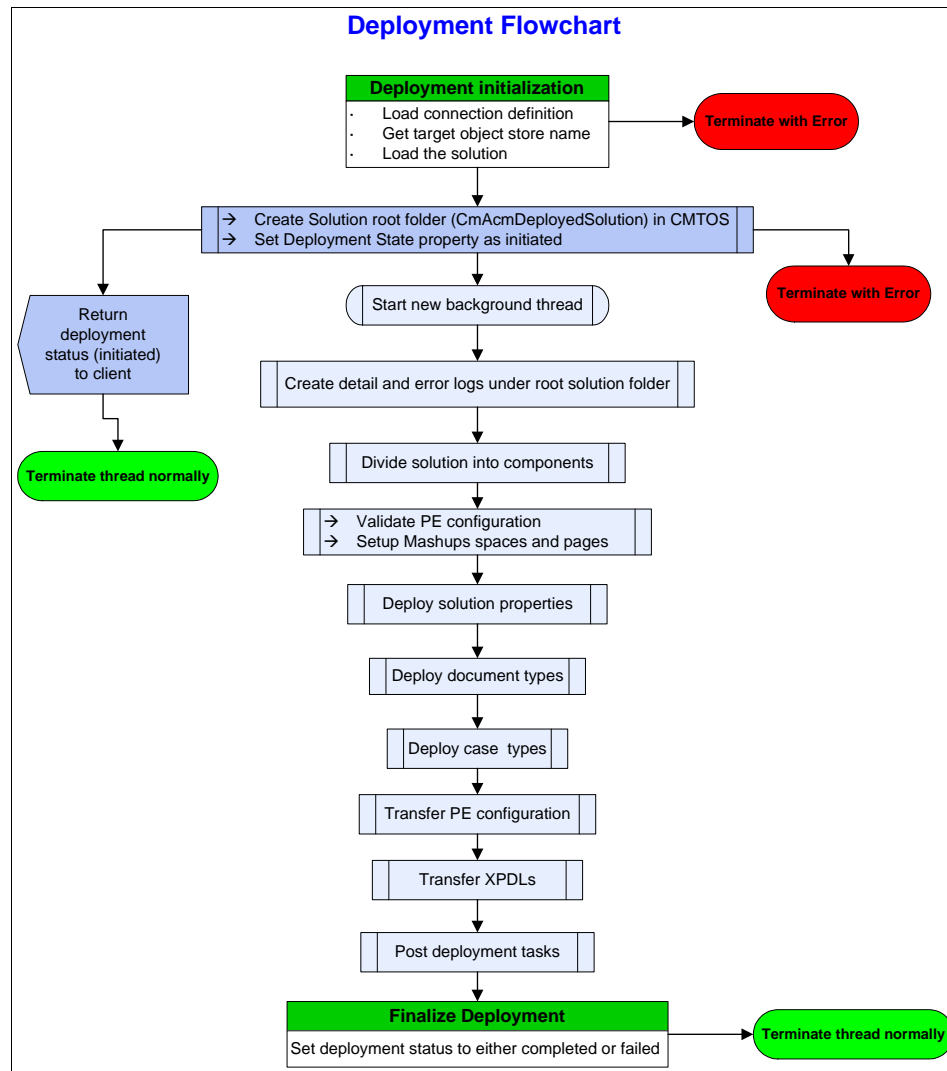 Deployment Flowchart
Deployment initialization
· Load connection definition
· Get target object store name
· Load the solution
Terminate with Error
→ Create Solution root folder (CmAcmDeployedSolution) in CMTOS
→ Set Deployment State property as initiated
Terminate with Error
Return
deployment
status (initiated)
to client
Terminate thread normally
Start new background thread
Create detail and error logs under root solution folder
Divide solution into components
→ Validate PE configuration
→ Setup Mashups spaces and pages
Deploy solution properties
Deploy document types
Deploy case types
Transfer PE configuration
Transfer XPDLs
Post deployment tasks
Finalize Deployment
Set deployment status to either completed or failed
Terminate thread normally